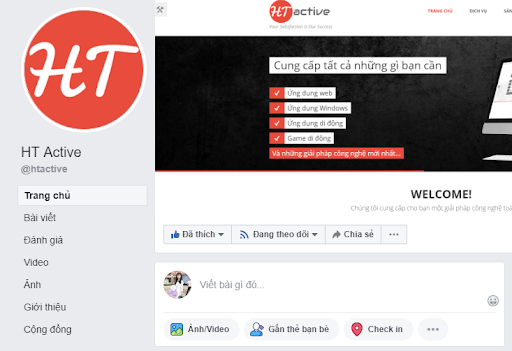 HT
HT Active
@htactive
Trang chủ
Bài viết
Đánh giá
Video
Ảnh
Giới thiệu
Cộng đồng
HT active
Your Satisfaction is Our Success
TRANG CHỦ
DỊCH VỤ
SẢN
Cung cấp tất cả những gì bạn cần
Ứng dụng web
Ứng dụng Windows
Ứng dụng di động
Game di động
Và những giải pháp công nghệ mới nhất...
WELCOME!
Chúng tôi cung cấp cho bạn một giải pháp công nghệ toà
Đã thích
Đang theo dõi
Chia sẻ
Viết bài gì đó...
Ảnh/Video
Gắn thẻ bạn bè
Check in